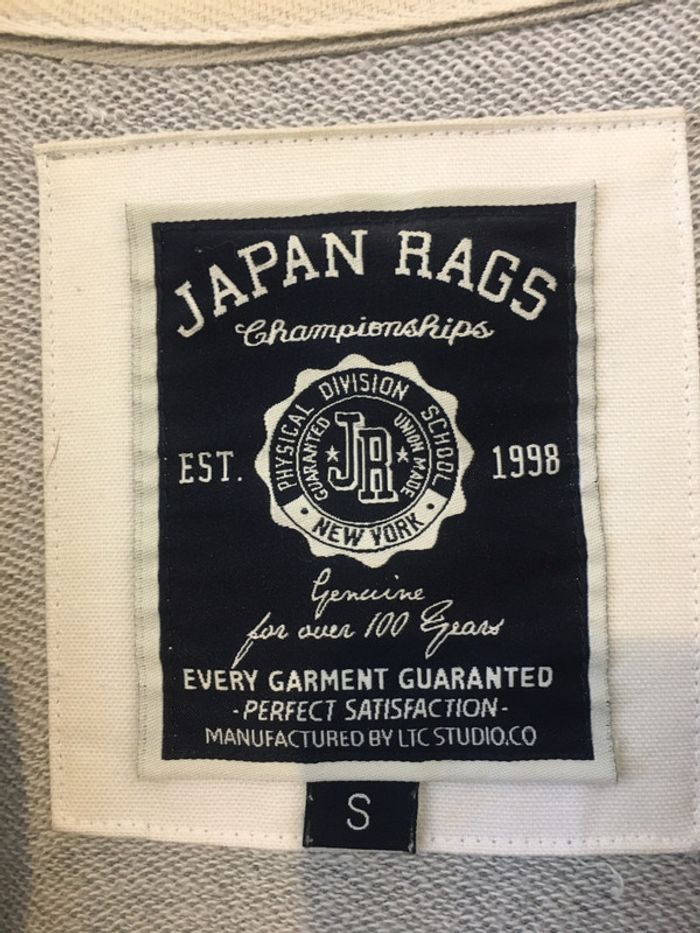 JAPAN RAGS
Championships
PHYSICAL DIVISION SCHOOL
GUARANTED UNION MADE
JR
EST. 1998
NEW YORK
Genuine
for over 100 Years
EVERY GARMENT GUARANTED
-PERFECT SATISFACTION-
MANUFACTURED BY LTC STUDIO.CO
S